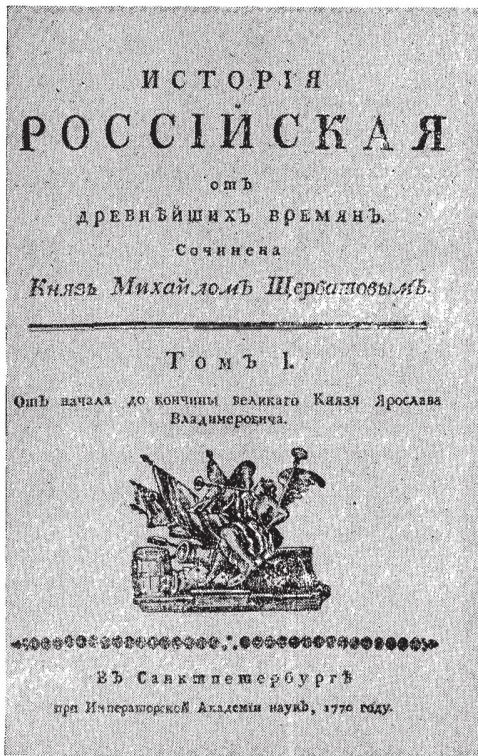 ИСТОРІЯ
РОССІЙСКАЯ
отъ
ДРЕВНѢЙШИХЪ ВРЕМЯНЪ.
Сочинена
Князь Михайломъ Щербатовымъ.
Томъ I.
Отъ начала до кончины великаго Князя Ярослава
Владимеровича.
ВЪ Санктпетербургѣ
при Императорской Академіи наукъ, 1770 году.